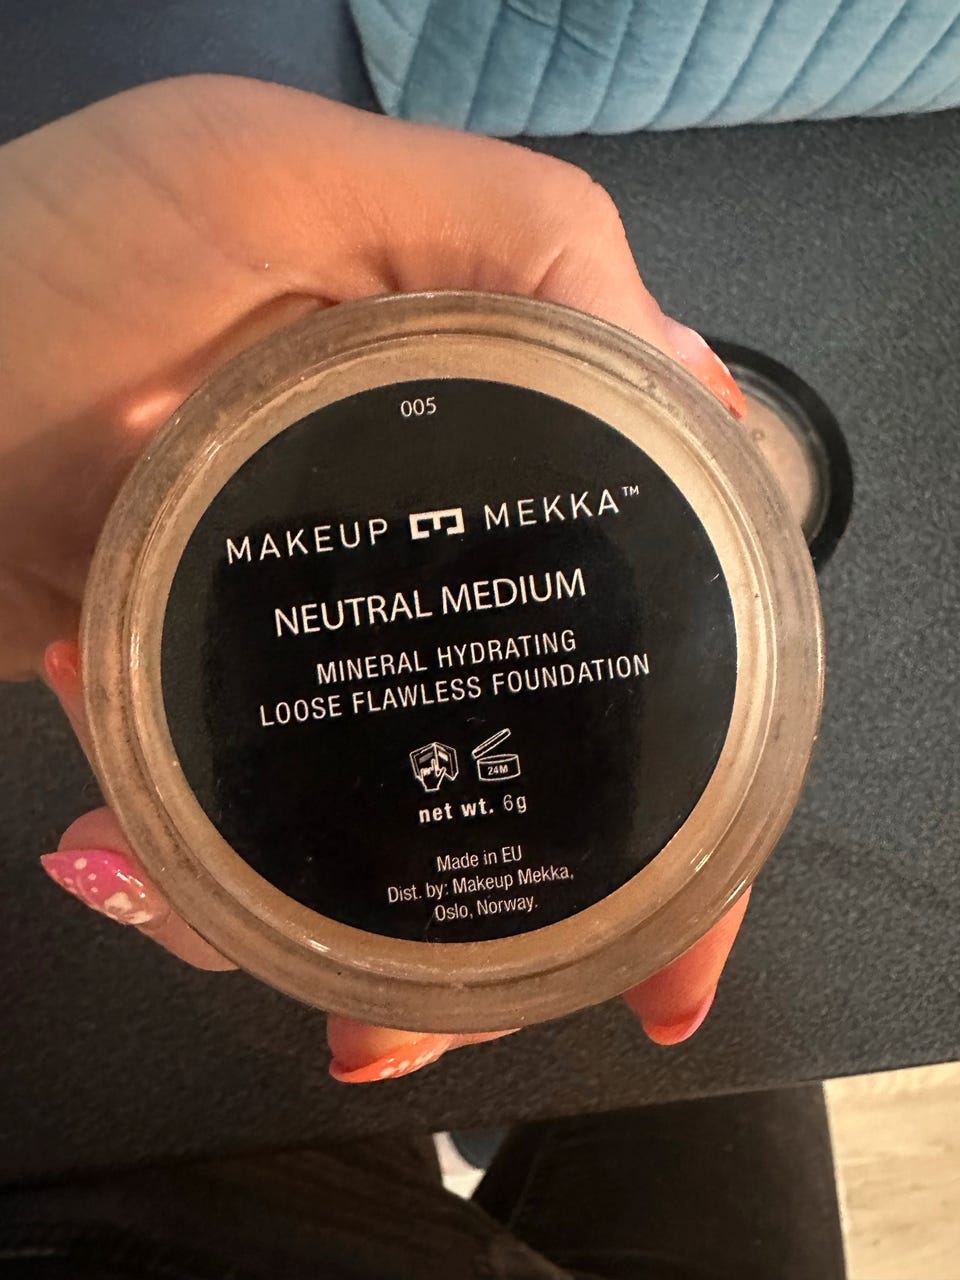 005
MAKEUP MEKKA™
NEUTRAL MEDIUM
MINERAL HYDRATING
LOOSE FLAWLESS FOUNDATION
24M
net wt. 6g
Made in EU
Dist. by: Makeup Mekka,
Oslo, Norway.